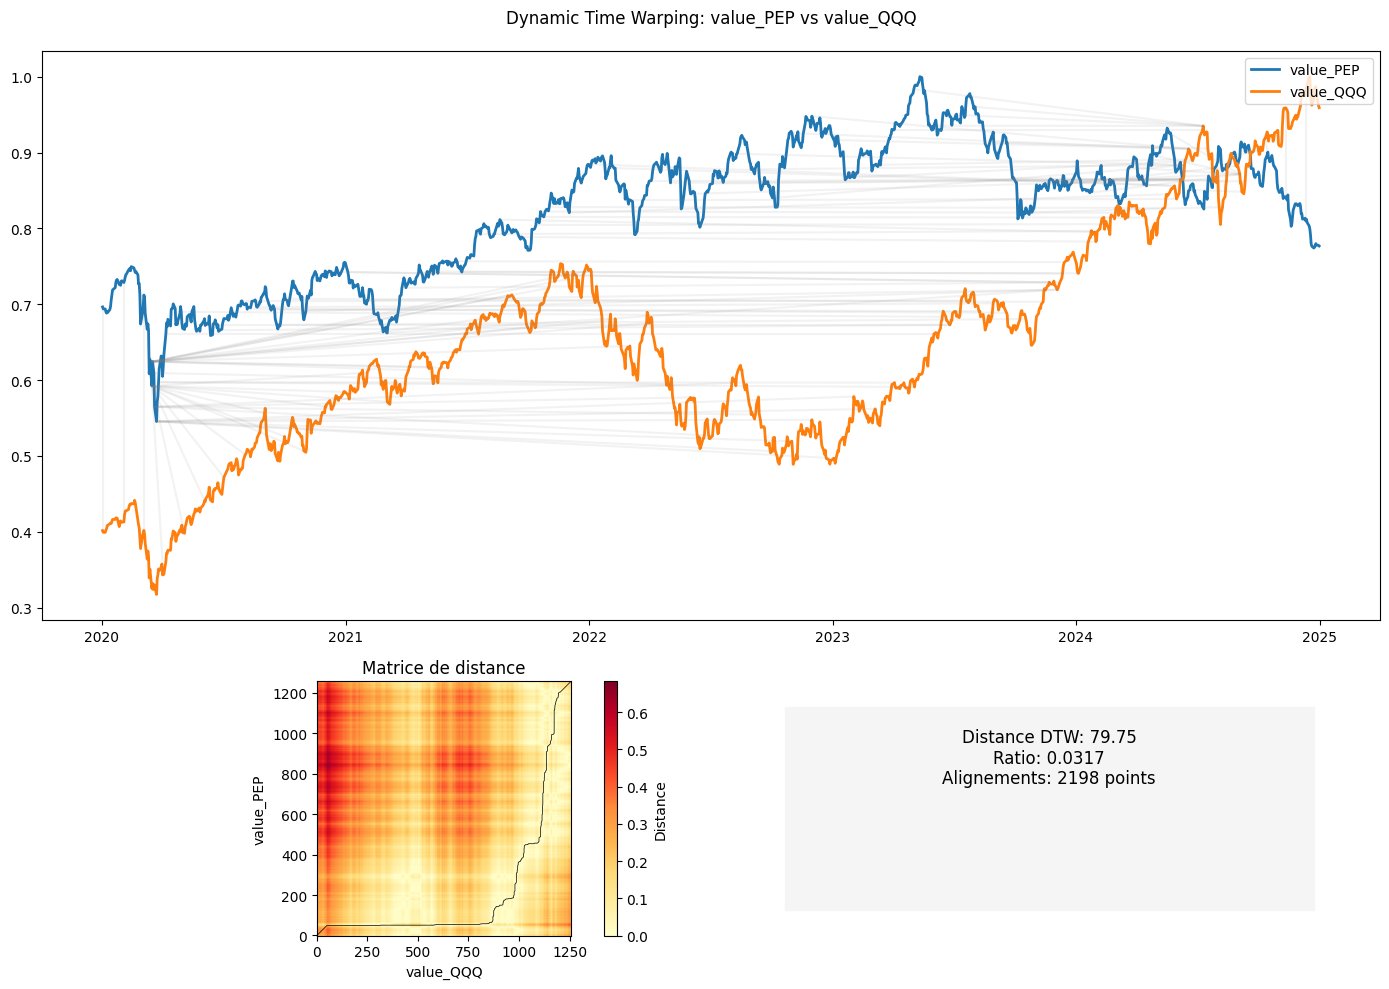 Dynamic Time Warping: value_PEP vs value_QQQ
value_PEP
value_QQQ
1.0
0.9
0.8
0.7
0.6
0.5
0.4
0.3
2020 2021 2022 2023 2024 2025
Matrice de distance
value_PEP
1200
1000
800
600
400
200
0
0 250 500 750 1000 1250
value_QQQ
0.6
0.5
0.4
0.3
0.2
0.1
0.0
Distance
Distance DTW: 79.75
Ratio: 0.0317
Alignements: 2198 points